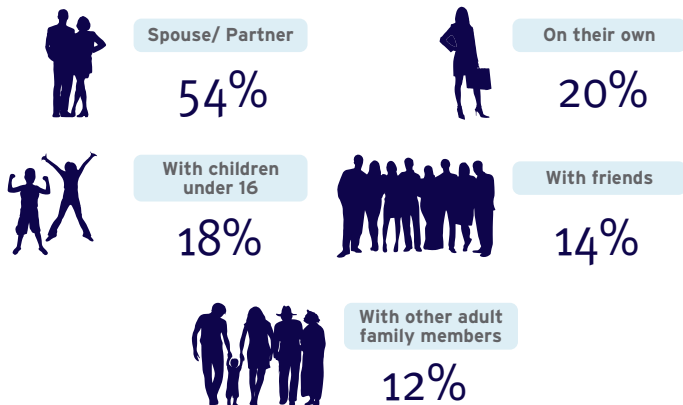 Spouse/ Partner
54%
On their own
20%
With children
under 16
18%
With friends
14%
With other adult
family members
12%